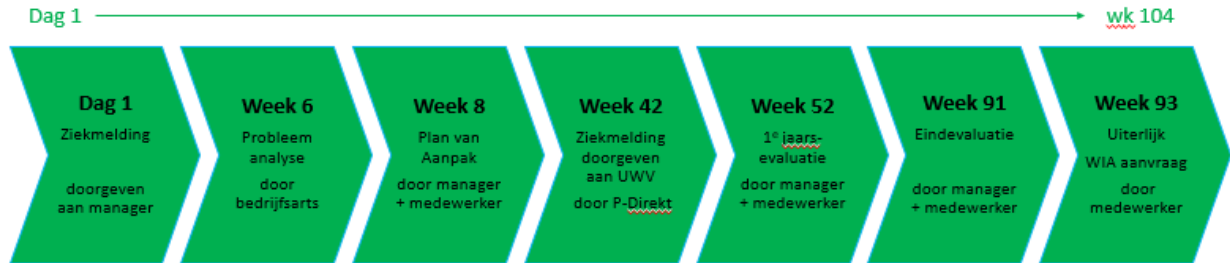 Dag 1
wk 104
Dag 1
Ziekmelding
doorgeven
aan manager
Week 6
Probleem
analyse
door
bedrijfsarts
Week 8
Plan van
Aanpak
door manager
+ medewerker
Week 42
Ziekmelding
doorgeven
aan UWV
door P-Direkt
Week 52
1e jaars-
evaluatie
door manager
+ medewerker
Week 91
Eindevaluatie
door manager
+ medewerker
Week 93
Uiterlijk
WIA aanvraag
door
medewerker